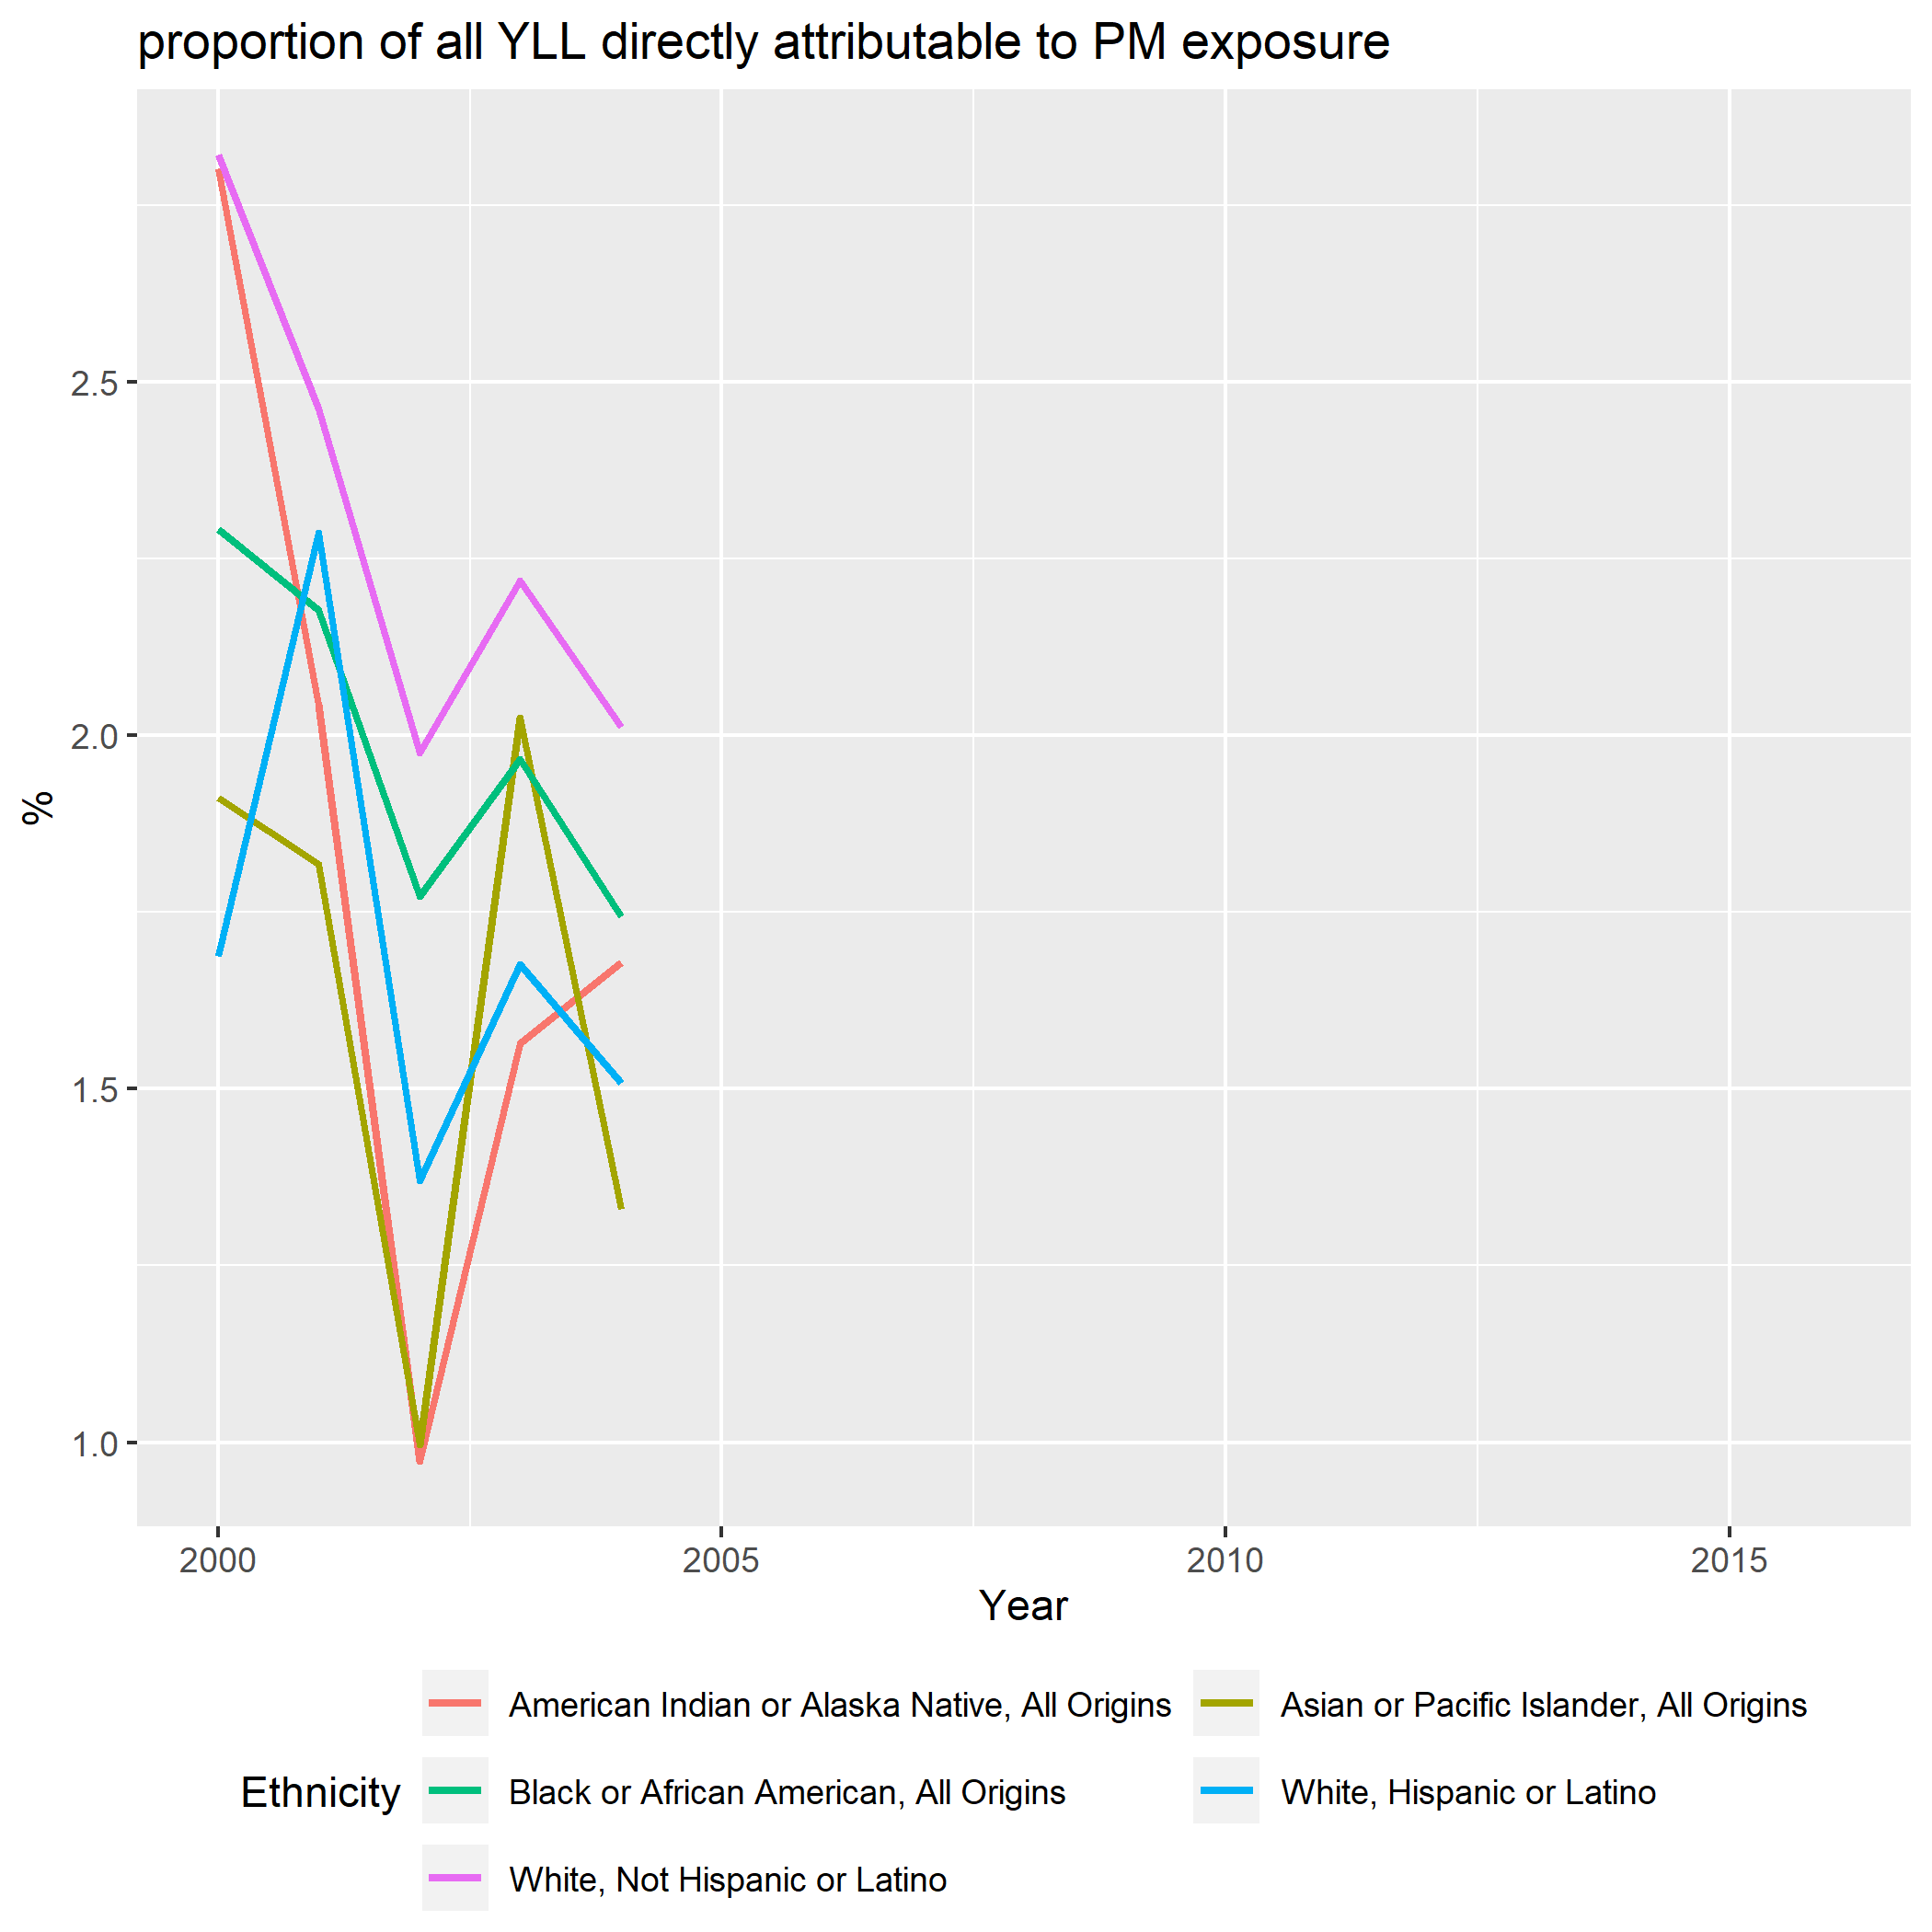 proportion of all YLL directly attributable to PM exposure
2.5
2.0
1.5
1.0
%
2000 2005 2010 2015
Year
Ethnicity
American Indian or Alaska Native, All Origins
Asian or Pacific Islander, All Origins
Black or African American, All Origins
White, Hispanic or Latino
White, Not Hispanic or Latino